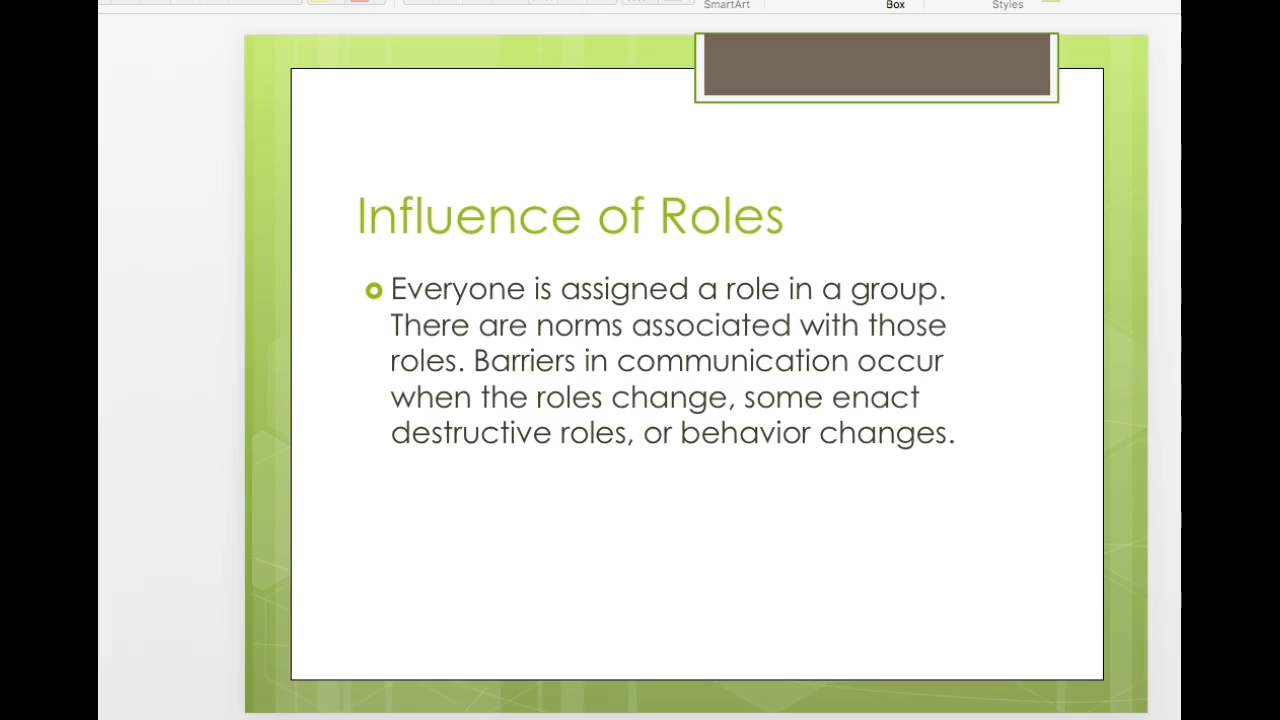 SmartArt Box Styles
Influence of Roles
Everyone is assigned a role in a group.
There are norms associated with those
roles. Barriers in communication occur
when the roles change, some enact
destructive roles, or behavior changes.